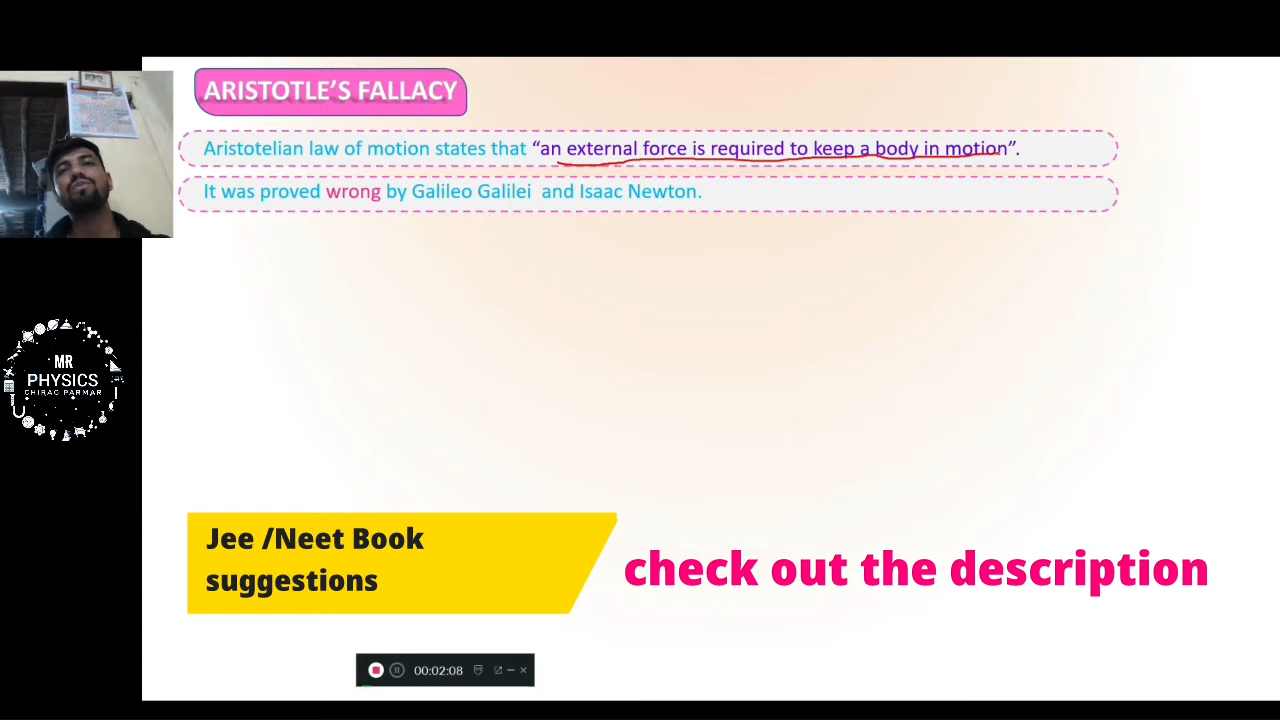 ARISTOTLE'S FALLACY
Aristotelian law of motion states that “an external force is required to keep a body in motion”.
It was proved wrong by Galileo Galilei and Isaac Newton.
MR
PHYSICS
CHIRAG PARMAR
Jee /Neet Book
suggestions
check out the description
00:02:08